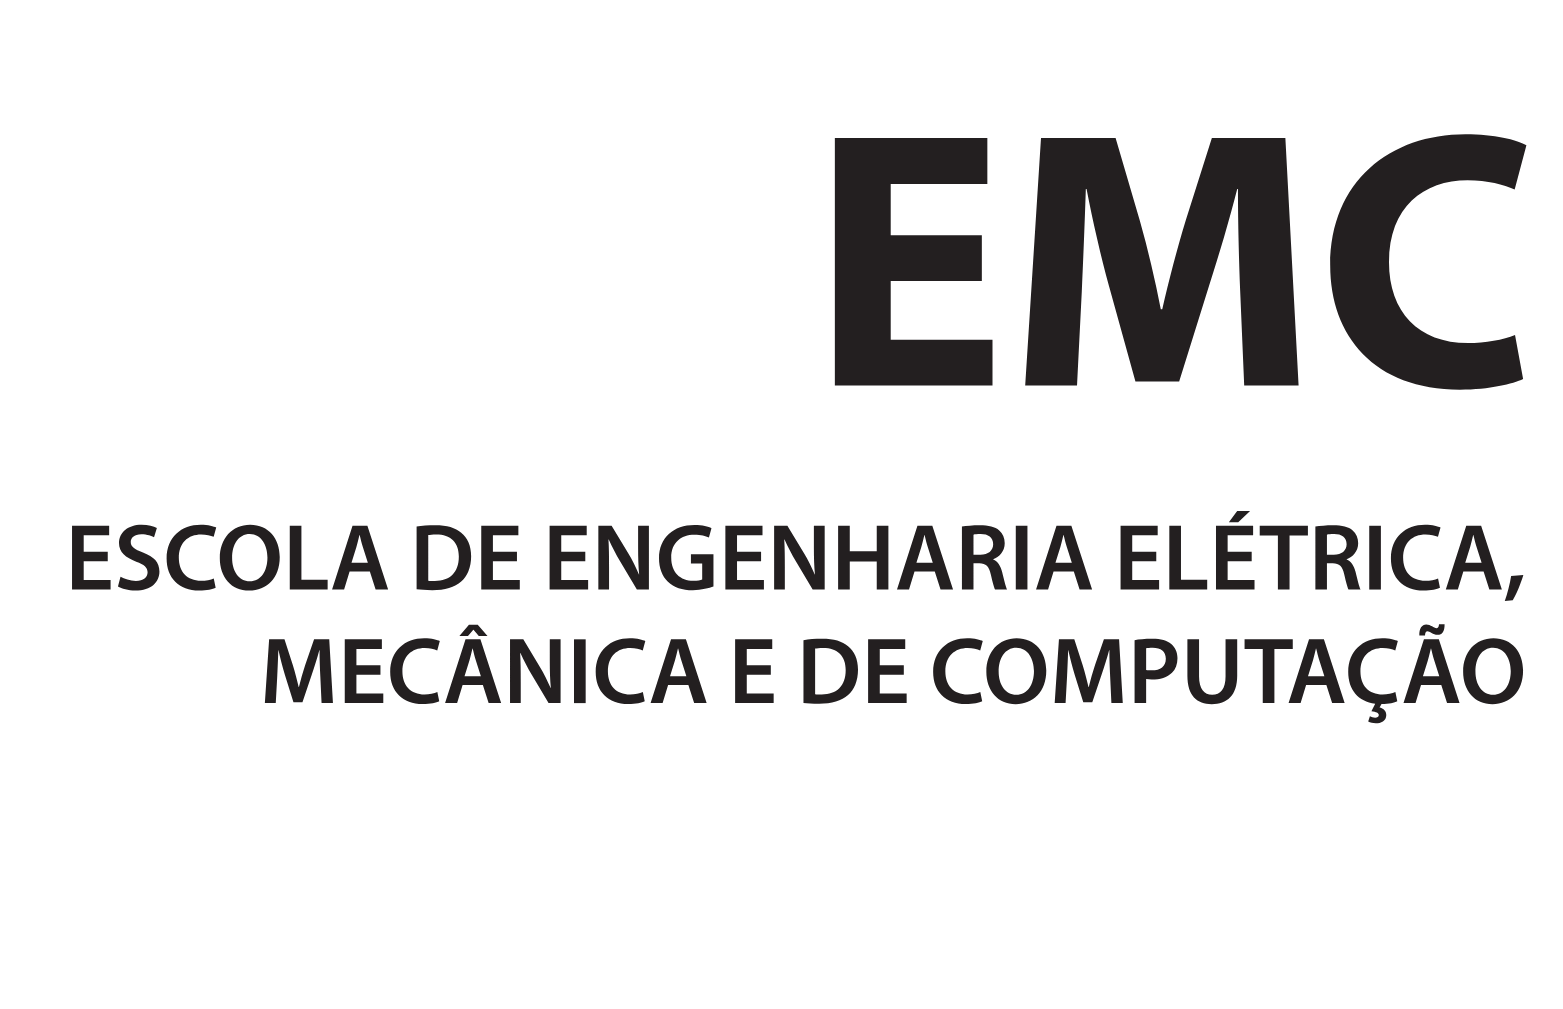 EMC
ESCOLA DE ENGENHARIA ELÉTRICA,
MECÂNICA E DE COMPUTAÇÃO